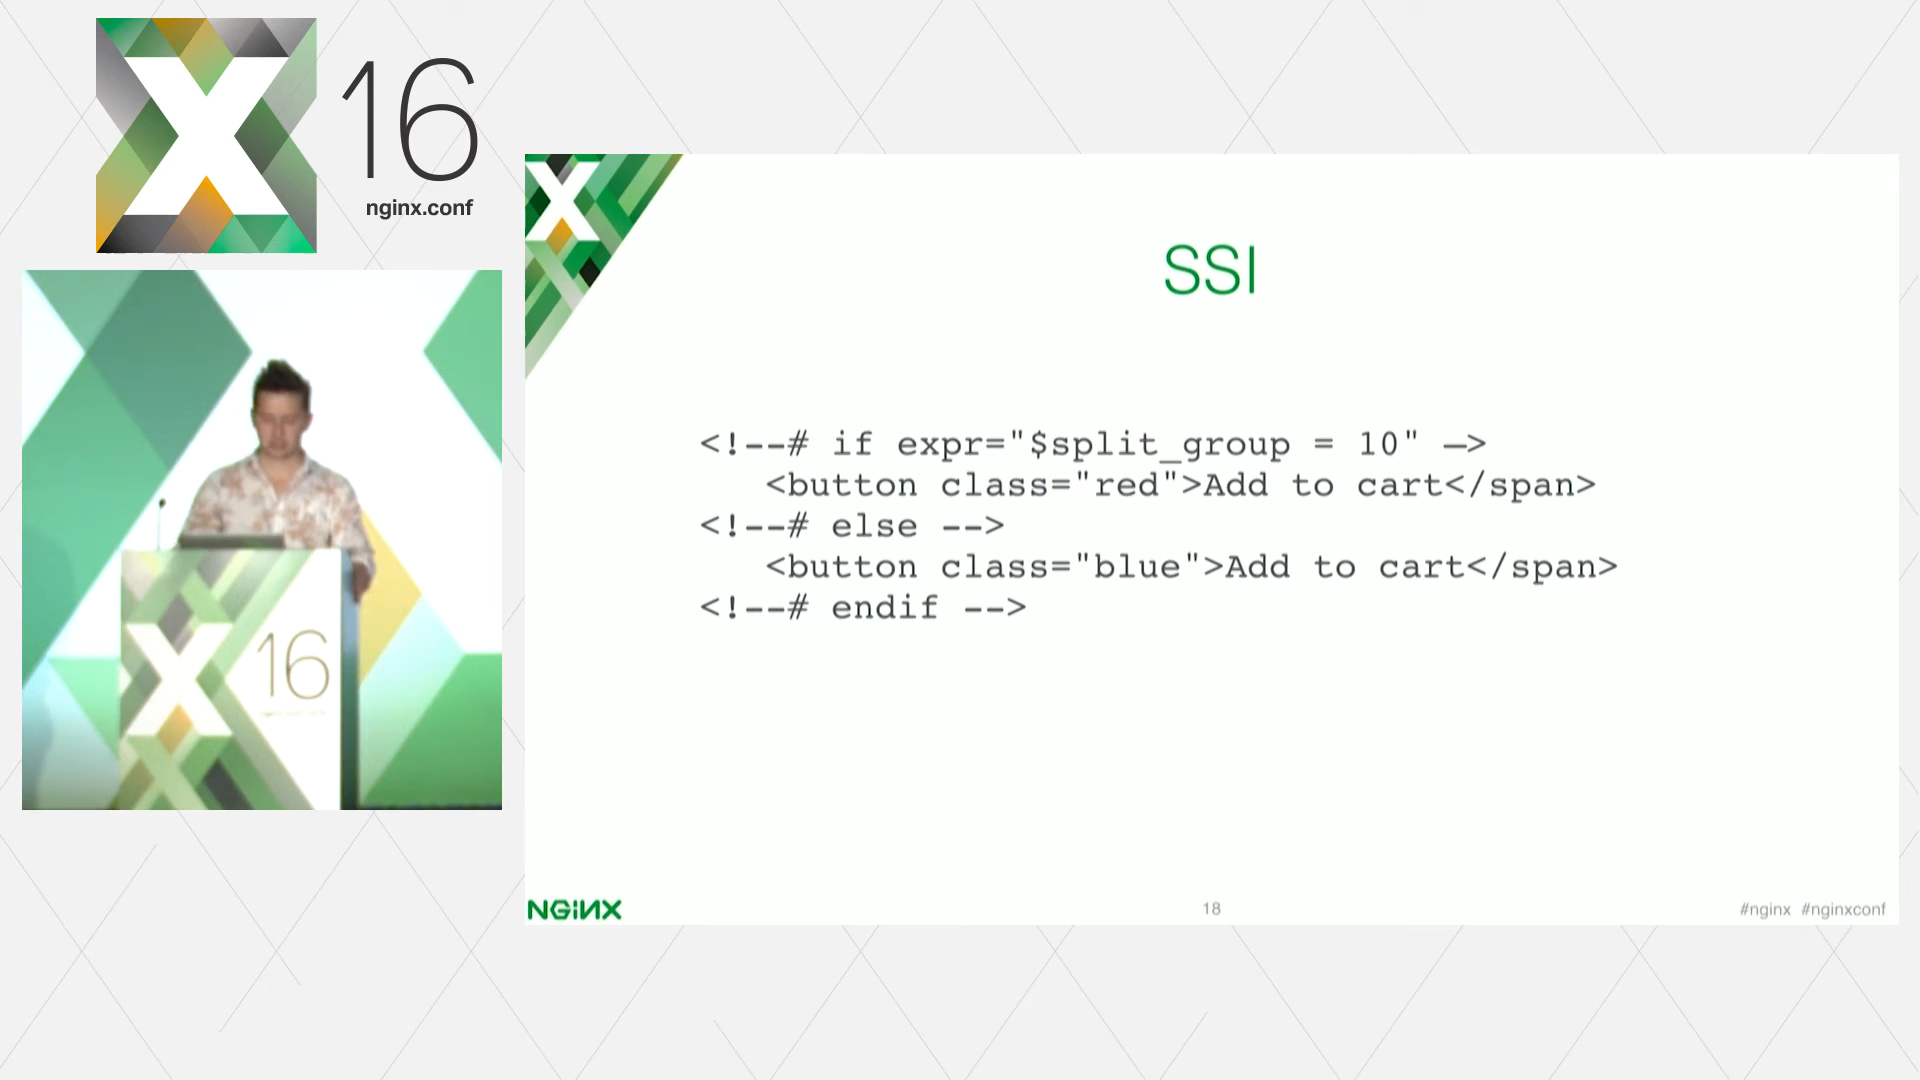 X 16
nginx.conf
X
SSI
<!--# if expr="$split_group = 10" —>
<button class="red">Add to cart</span>
<!--# else -->
<button class="blue">Add to cart</span>
<!--# endif -->
X 16
NGiNX
18
#nginx #nginxconf